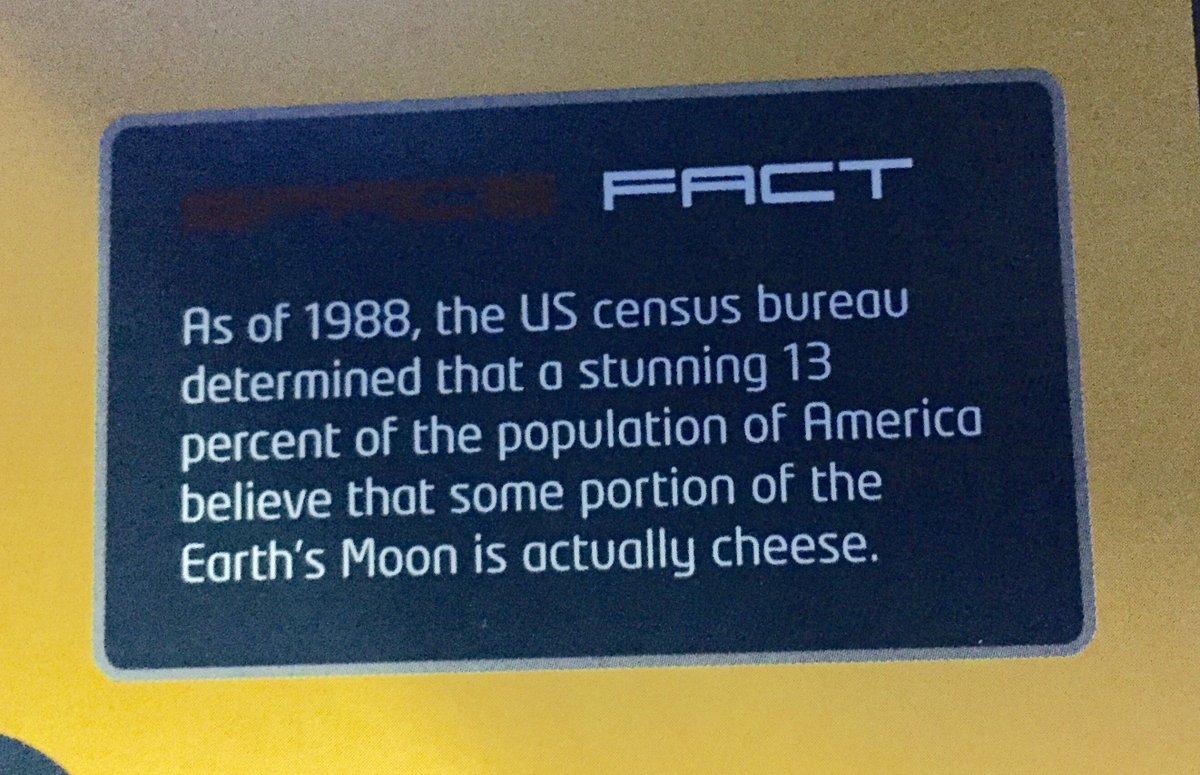 FACT
As of 1988, the US census bureau
determined that a stunning 13
percent of the population of America
believe that some portion of the
Earth's Moon is actually cheese.